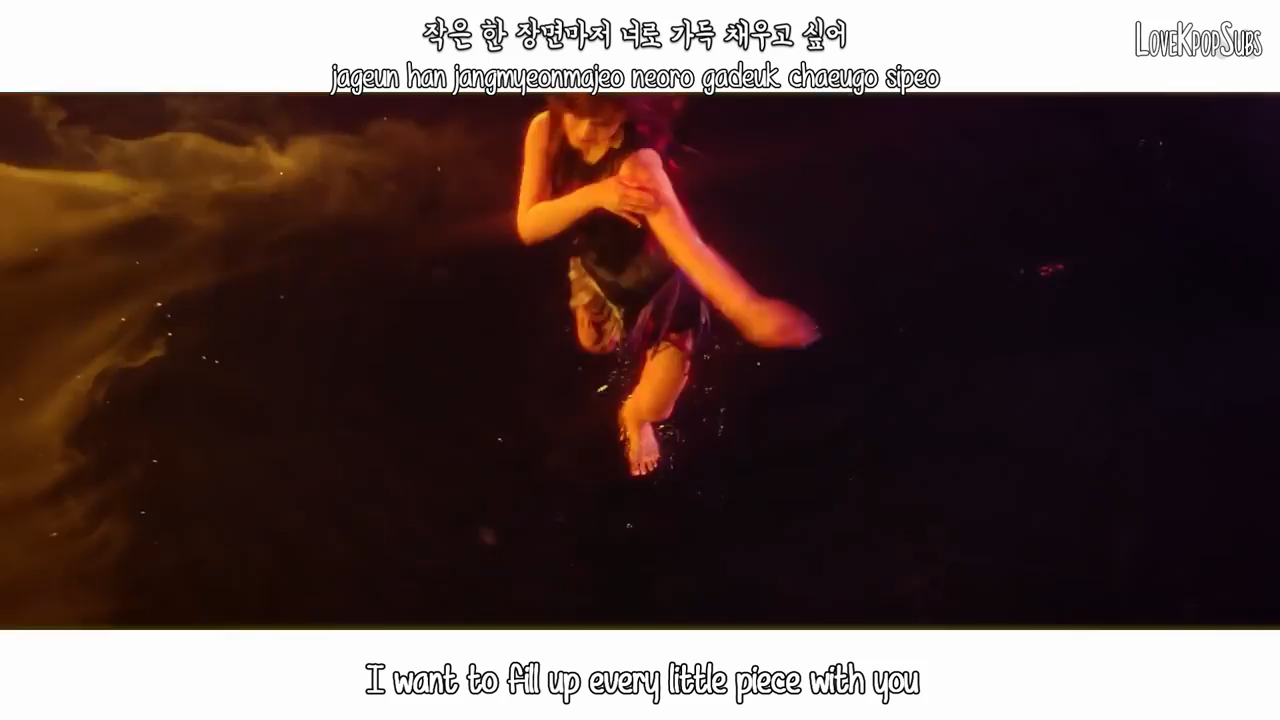 작은 한 장면마저 너로 가득 채우고 싶어
LoveKpopSubs
jageun han jangmyeonmajeo neoro gadeuk chaeugo sipeo
I want to fill up every little piece with you